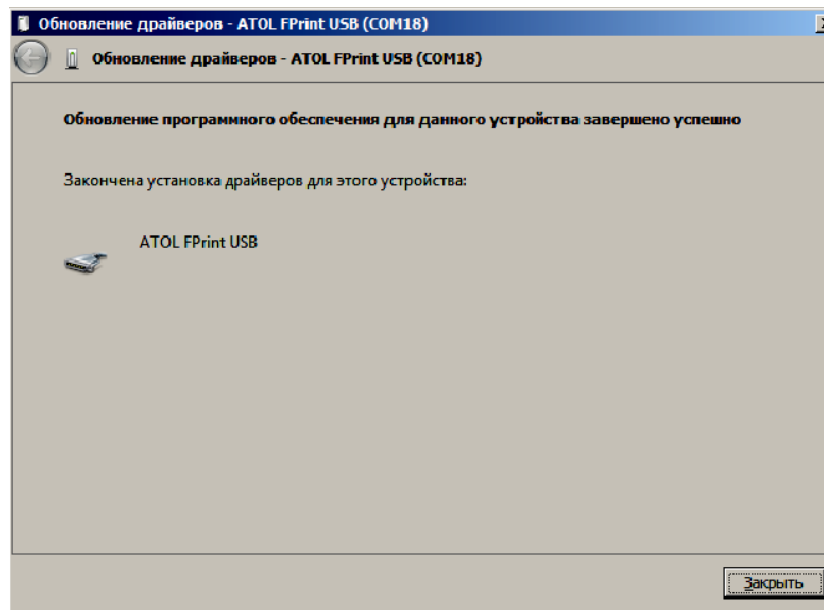 Обновление драйверов - ATOL FPrint USB (COM18)
Обновление драйверов - ATOL FPrint USB (COM18)
Обновление программного обеспечения для данного устройства завершено успешно
Закончена установка драйверов для этого устройства:
ATOL FPrint USB
Закрыть